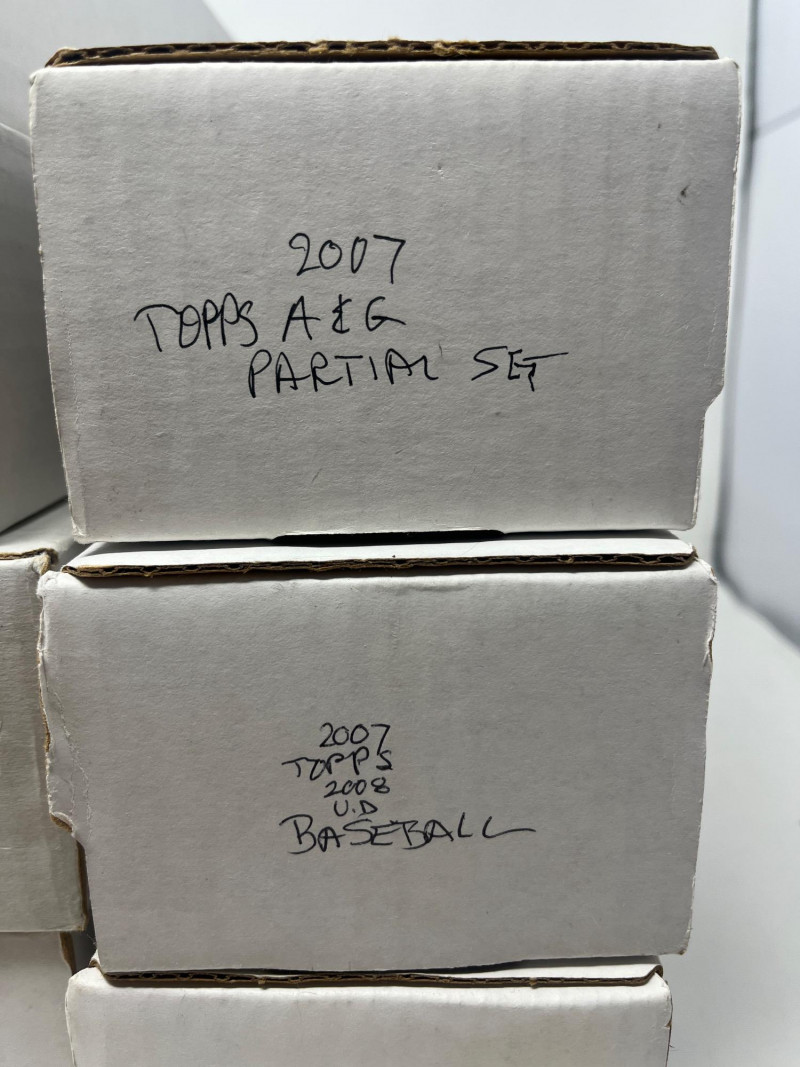 2007
TOPPS A & G
PARTIAL SET
2007
TOPPS
2008
U.D
BASEBALL